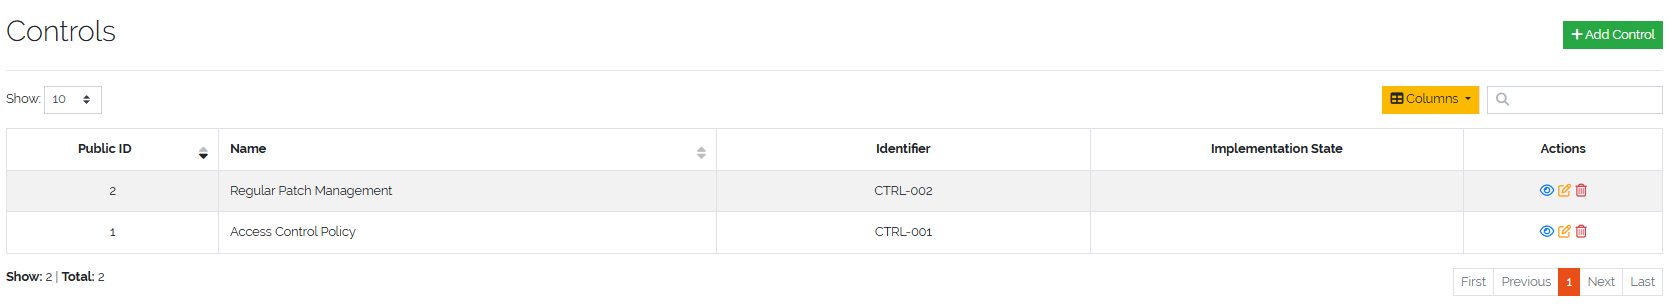 Controls
Add Control
Show: 10
Columns
Public ID Name Identifier Implementation State Actions
2 Regular Patch Management CTRL-002
1 Access Control Policy CTRL-001
Show: 2 | Total: 2
First Previous 1 Next Last